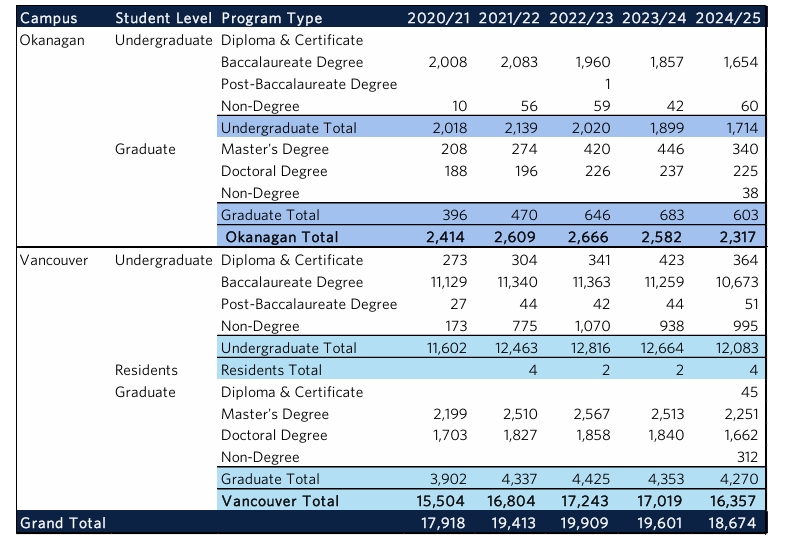 Campus Student Level Program Type 2020/21 2021/22 2022/23 2023/24 2024/25
Okanagan Undergraduate Diploma & Certificate
Baccalaureate Degree 2,008 2,083 1,960 1,857 1,654
Post-Baccalaureate Degree 1
Non-Degree 10 56 59 42 60
Undergraduate Total 2,018 2,139 2,020 1,899 1,714
Graduate Master's Degree 208 274 420 446 340
Doctoral Degree 188 196 226 237 225
Non-Degree 38
Graduate Total 396 470 646 683 603
Okanagan Total 2,414 2,609 2,666 2,582 2,317
Vancouver Undergraduate Diploma & Certificate 273 304 341 423 364
Baccalaureate Degree 11,129 11,340 11,363 11,259 10,673
Post-Baccalaureate Degree 27 44 42 44 51
Non-Degree 173 775 1,070 938 995
Undergraduate Total 11,602 12,463 12,816 12,664 12,083
Residents Residents Total 4 2 2 4
Graduate Diploma & Certificate 45
Master's Degree 2,199 2,510 2,567 2,513 2,251
Doctoral Degree 1,703 1,827 1,858 1,840 1,662
Non-Degree 312
Graduate Total 3,902 4,337 4,425 4,353 4,270
Vancouver Total 15,504 16,804 17,243 17,019 16,357
Grand Total 17,918 19,413 19,909 19,601 18,674